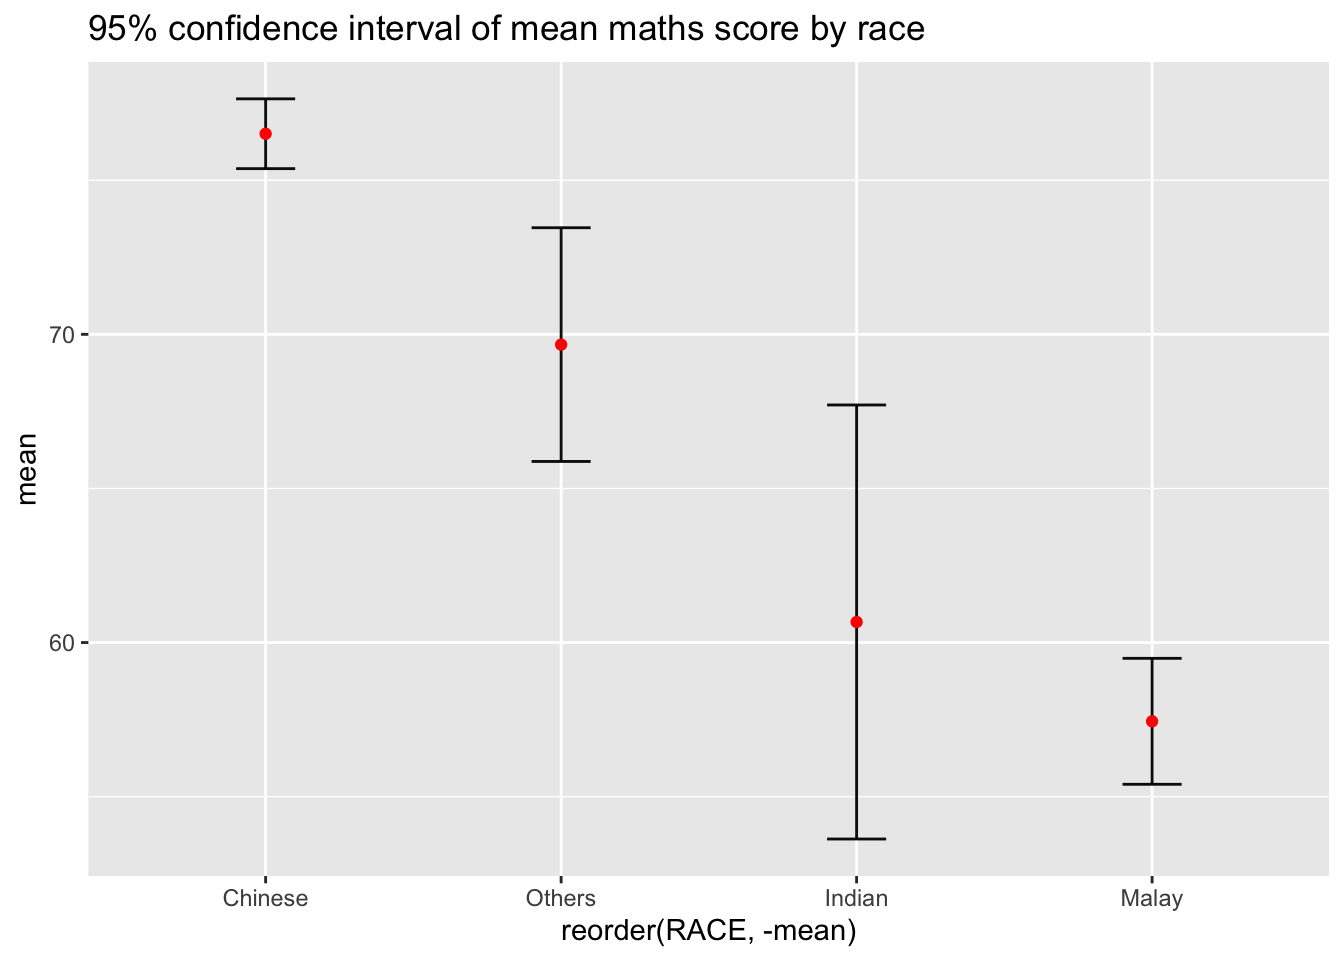 95% confidence interval of mean maths score by race
mean
70
60
Chinese Others Indian Malay
reorder(RACE, -mean)